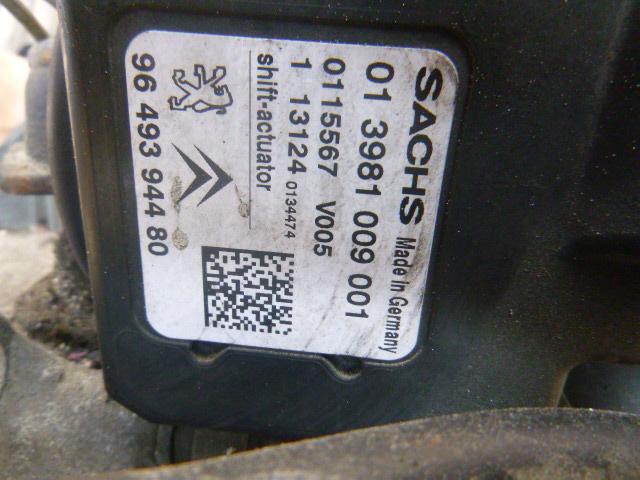 SACHS Made in Germany
01 3981 009 001
0115567 V005
1 13124 0134474
shift-actuator
96 493 944 80